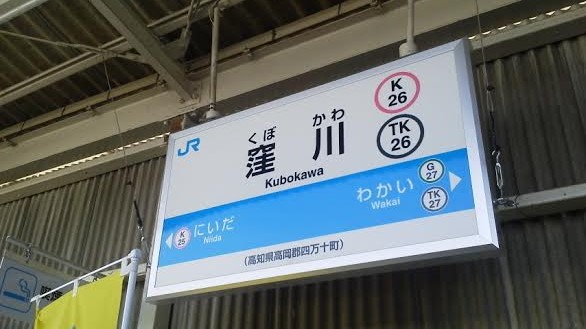 JR
くぼ かわ
窪川
Kubokawa
K
26
TK
26
K
25
にいだ
Niida
わかい
Wakai
G
27
TK
27
(高知県高岡郡四万十町)